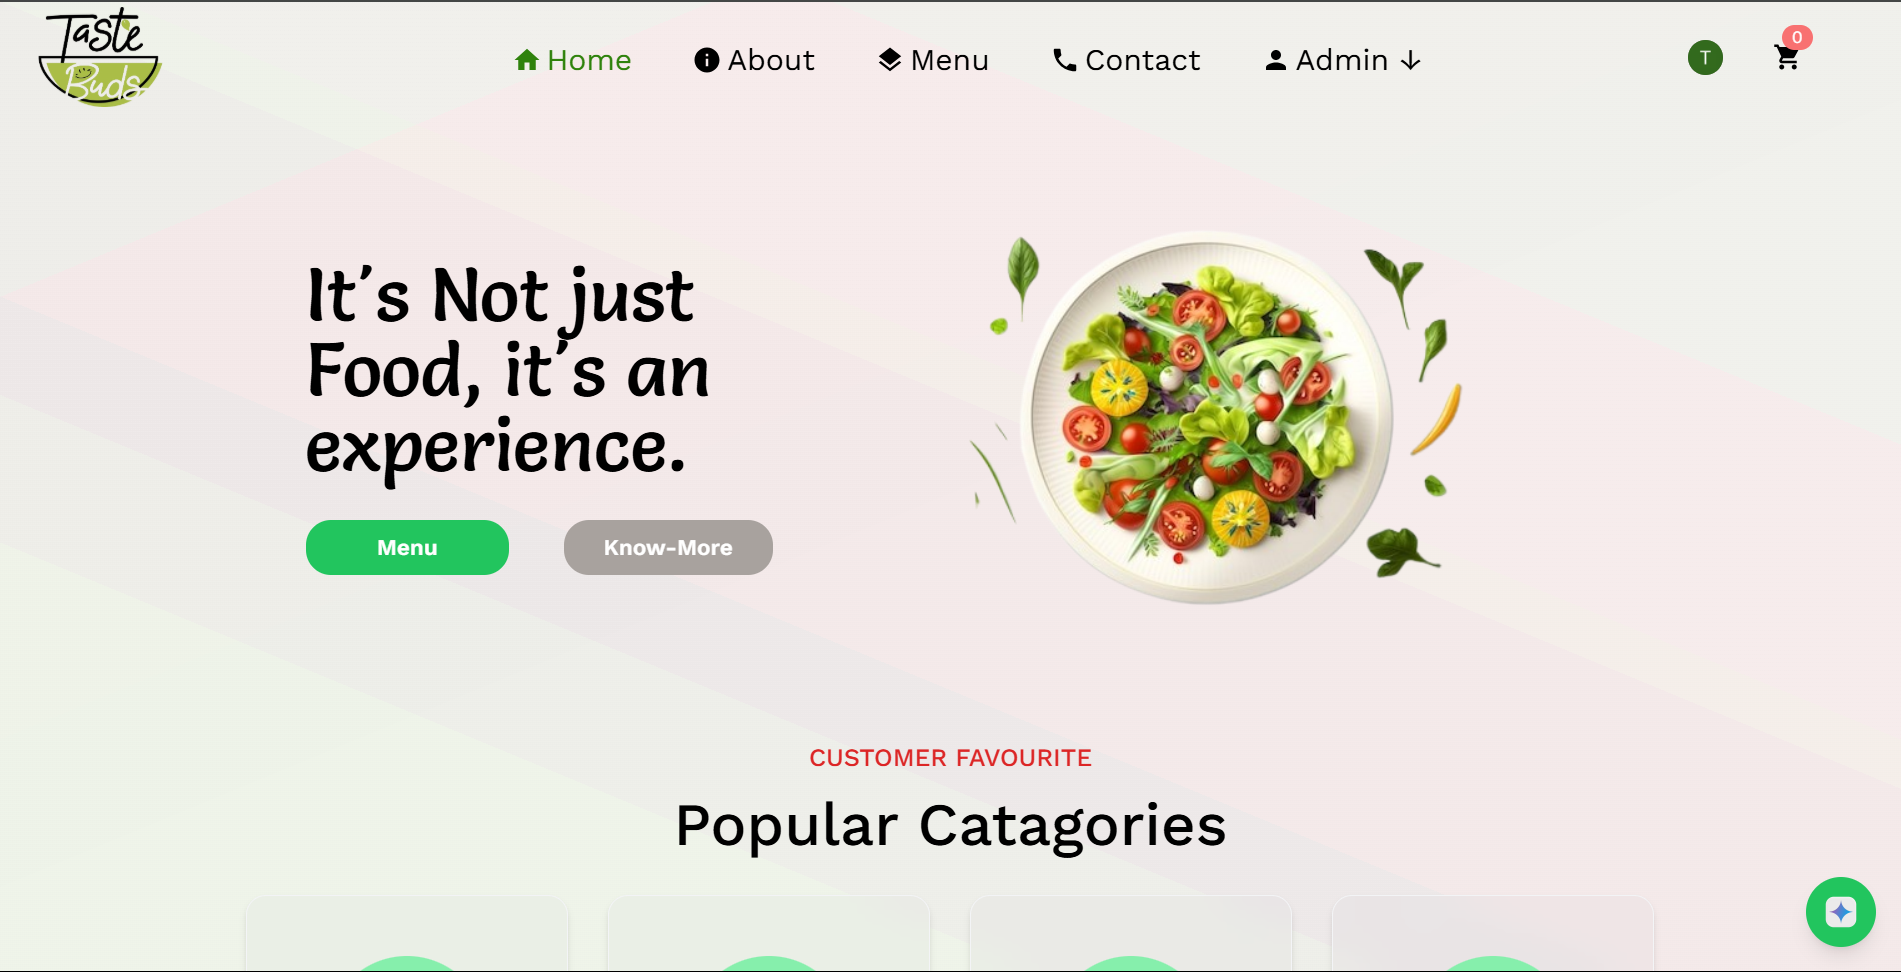 Taste
Buds
Home
About
Menu
Contact
Admin
T
0
It's Not just
Food, it's an
experience.
Menu
Know-More
CUSTOMER FAVOURITE
Popular Catagories